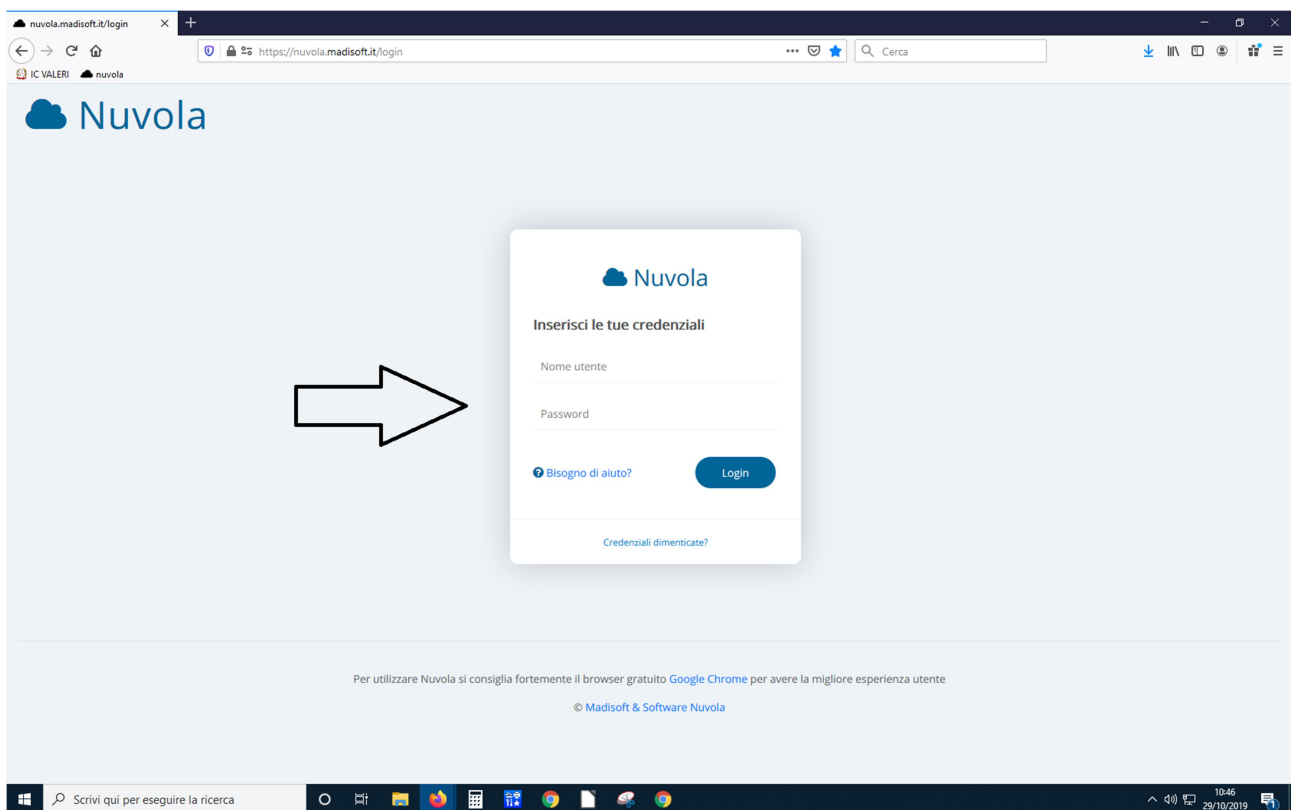 nuvola.madisoft.it/login
https://nuvola.madisoft.it/login
Cerca
IC VALERI nuvola
Nuvola
Nuvola
Inserisci le tue credenziali
Nome utente
Password
Bisogno di aiuto? Login
Credenziali dimenticate?
Per utilizzare Nuvola si consiglia fortemente il browser gratuito Google Chrome per avere la migliore esperienza utente
© Madisoft & Software Nuvola
Scrivi qui per eseguire la ricerca
10:46
29/10/2019